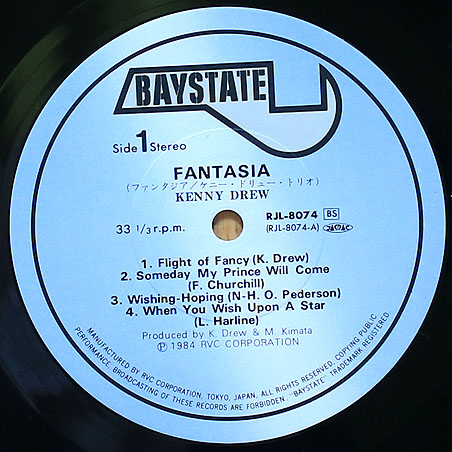 BAYSTATE
Side 1 Stereo
FANTASIA
(ファンタジア／ケニー・ドリュー・トリオ)
KENNY DREW
33 1/3 r.p.m.
RJL-8074 BS
(RJL-8074-A)
1. Flight of Fancy (K. Drew)
2. Someday My Prince Will Come
(F. Churchill)
3. Wishing-Hoping (N-H. O. Pederson)
4. When You Wish Upon A Star
(L. Harline)
Produced by K. Drew & M. Kimata
Ⓟ 1984 RVC CORPORATION
MANUFACTURED BY RVC CORPORATION, TOKYO, JAPAN, ALL RIGHTS RESERVED, COPYING PUBLIC
PERFORMANCE, BROADCASTING OF THESE RECORDS ARE FORBIDDEN. "BAYSTATE" TRADEMARK REGISTERED.